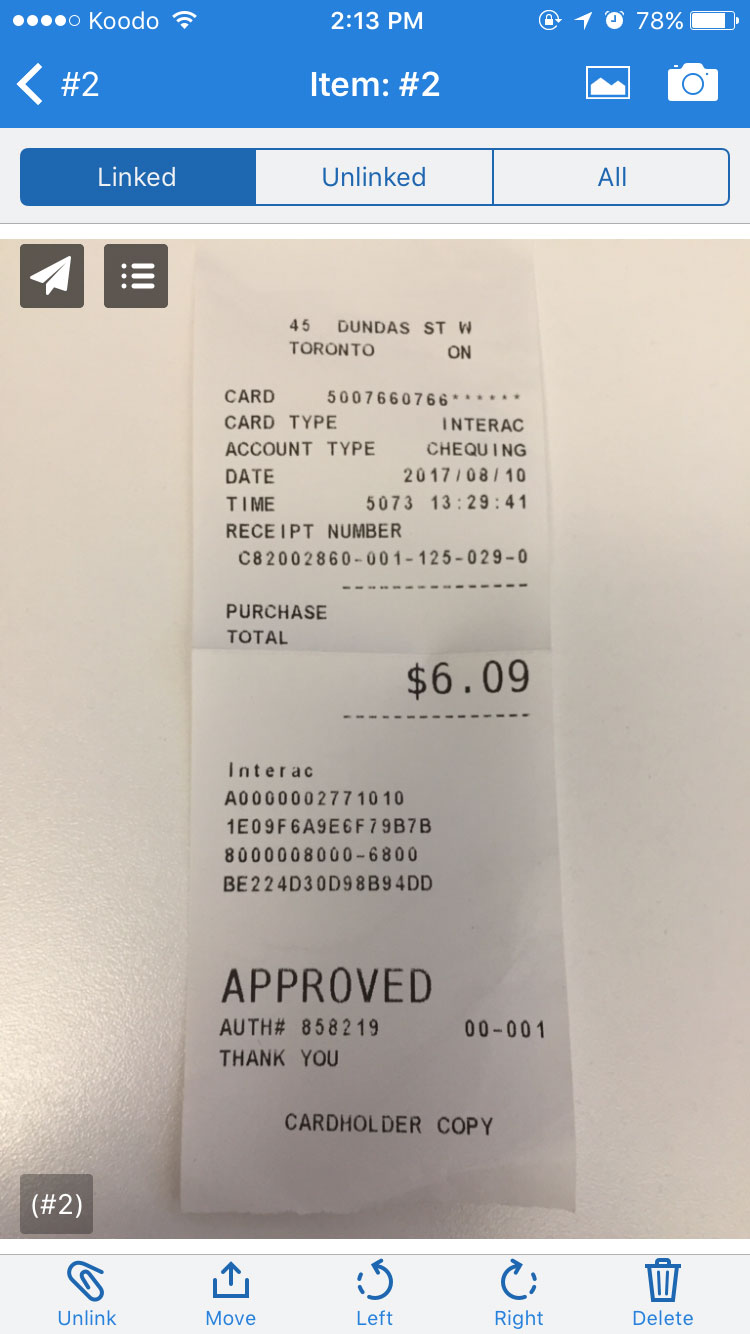 Koodo 2:13 PM 78%
#2 Item: #2
Linked Unlinked All
45 DUNDAS ST W
TORONTO ON
CARD 5007660766******
CARD TYPE INTERAC
ACCOUNT TYPE CHEQUING
DATE 2017/08/10
TIME 5073 13:29:41
RECEIPT NUMBER
C82002860-001-125-029-0
---------------
PURCHASE
TOTAL
$6.09
---------------
Interac
A0000002771010
1E09F6A9E6F79B7B
8000008000-6800
BE224D30D98B94DD
APPROVED
AUTH# 858219 00-001
THANK YOU
CARDHOLDER COPY
(#2)
Unlink Move Left Right Delete